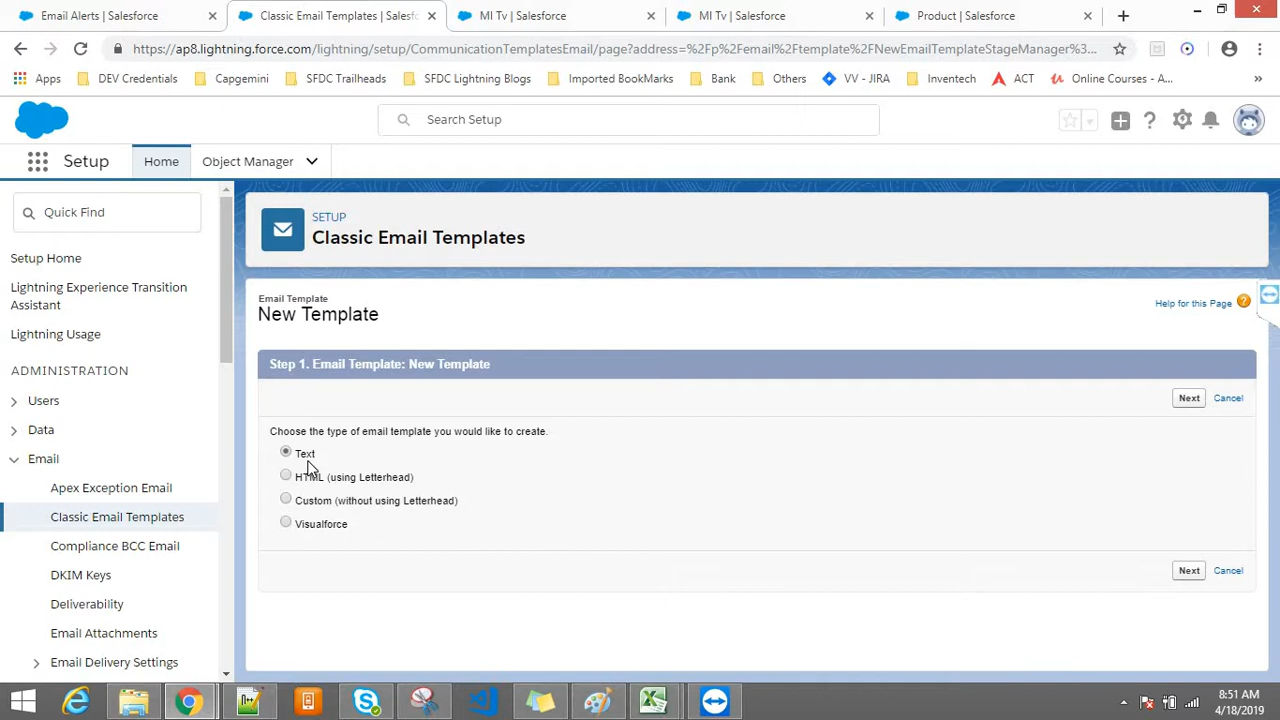 Email Alerts | Salesforce
Classic Email Templates | Salesf
MI Tv | Salesforce
MI Tv | Salesforce
Product | Salesforce
https://ap8.lightning.force.com/lightning/setup/CommunicationTemplatesEmail/page?address=%2Fp%2Femail%2Ftemplate%2FNewEmailTemplateStageManager%3...
Apps
DEV Credentials
Capgemini
SFDC Trailheads
SFDC Lightning Blogs
Imported BookMarks
Bank
Others
VV - JIRA
Inventech
ACT
Online Courses - A...
Search Setup
Setup
Home
Object Manager
Quick Find
Setup Home
Lightning Experience Transition
Assistant
Lightning Usage
ADMINISTRATION
Users
Data
Email
Apex Exception Email
Classic Email Templates
Compliance BCC Email
DKIM Keys
Deliverability
Email Attachments
Email Delivery Settings
SETUP
Classic Email Templates
Email Template
New Template
Help for this Page
Step 1. Email Template: New Template
Next
Cancel
Choose the type of email template you would like to create.
Text
HTML (using Letterhead)
Custom (without using Letterhead)
Visualforce
Next
Cancel
8:51 AM
4/18/2019